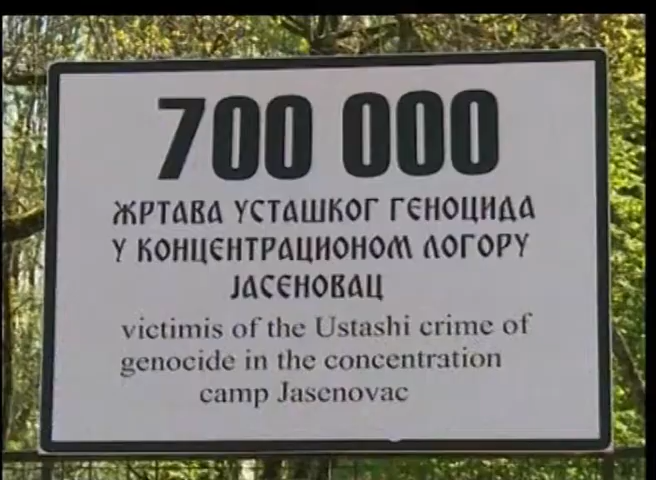 700 000
ЖРТАВА УСТАШКОГ ГЕНОЦИДА
У КОНЦЕНТРАЦИОНОМ ЛОГОРУ
ЈАСЕНОВАЦ
victimis of the Ustashi crime of
genocide in the concentration
camp Jasenovac